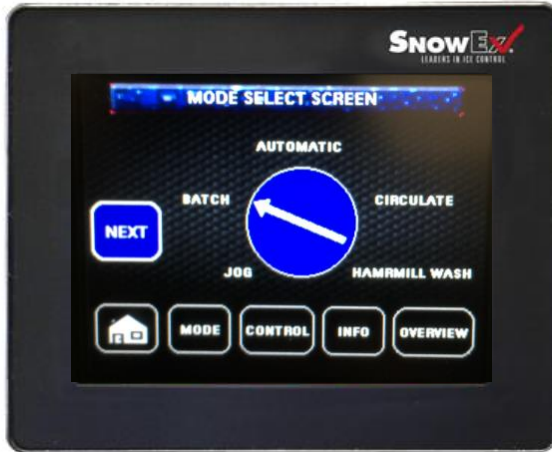 SNOWEX
LEADERS IN ICE CONTROL
MODE SELECT SCREEN
AUTOMATIC
BATCH
CIRCULATE
NEXT
JOG
HAMRMILL WASH
MODE
CONTROL
INFO
OVERVIEW